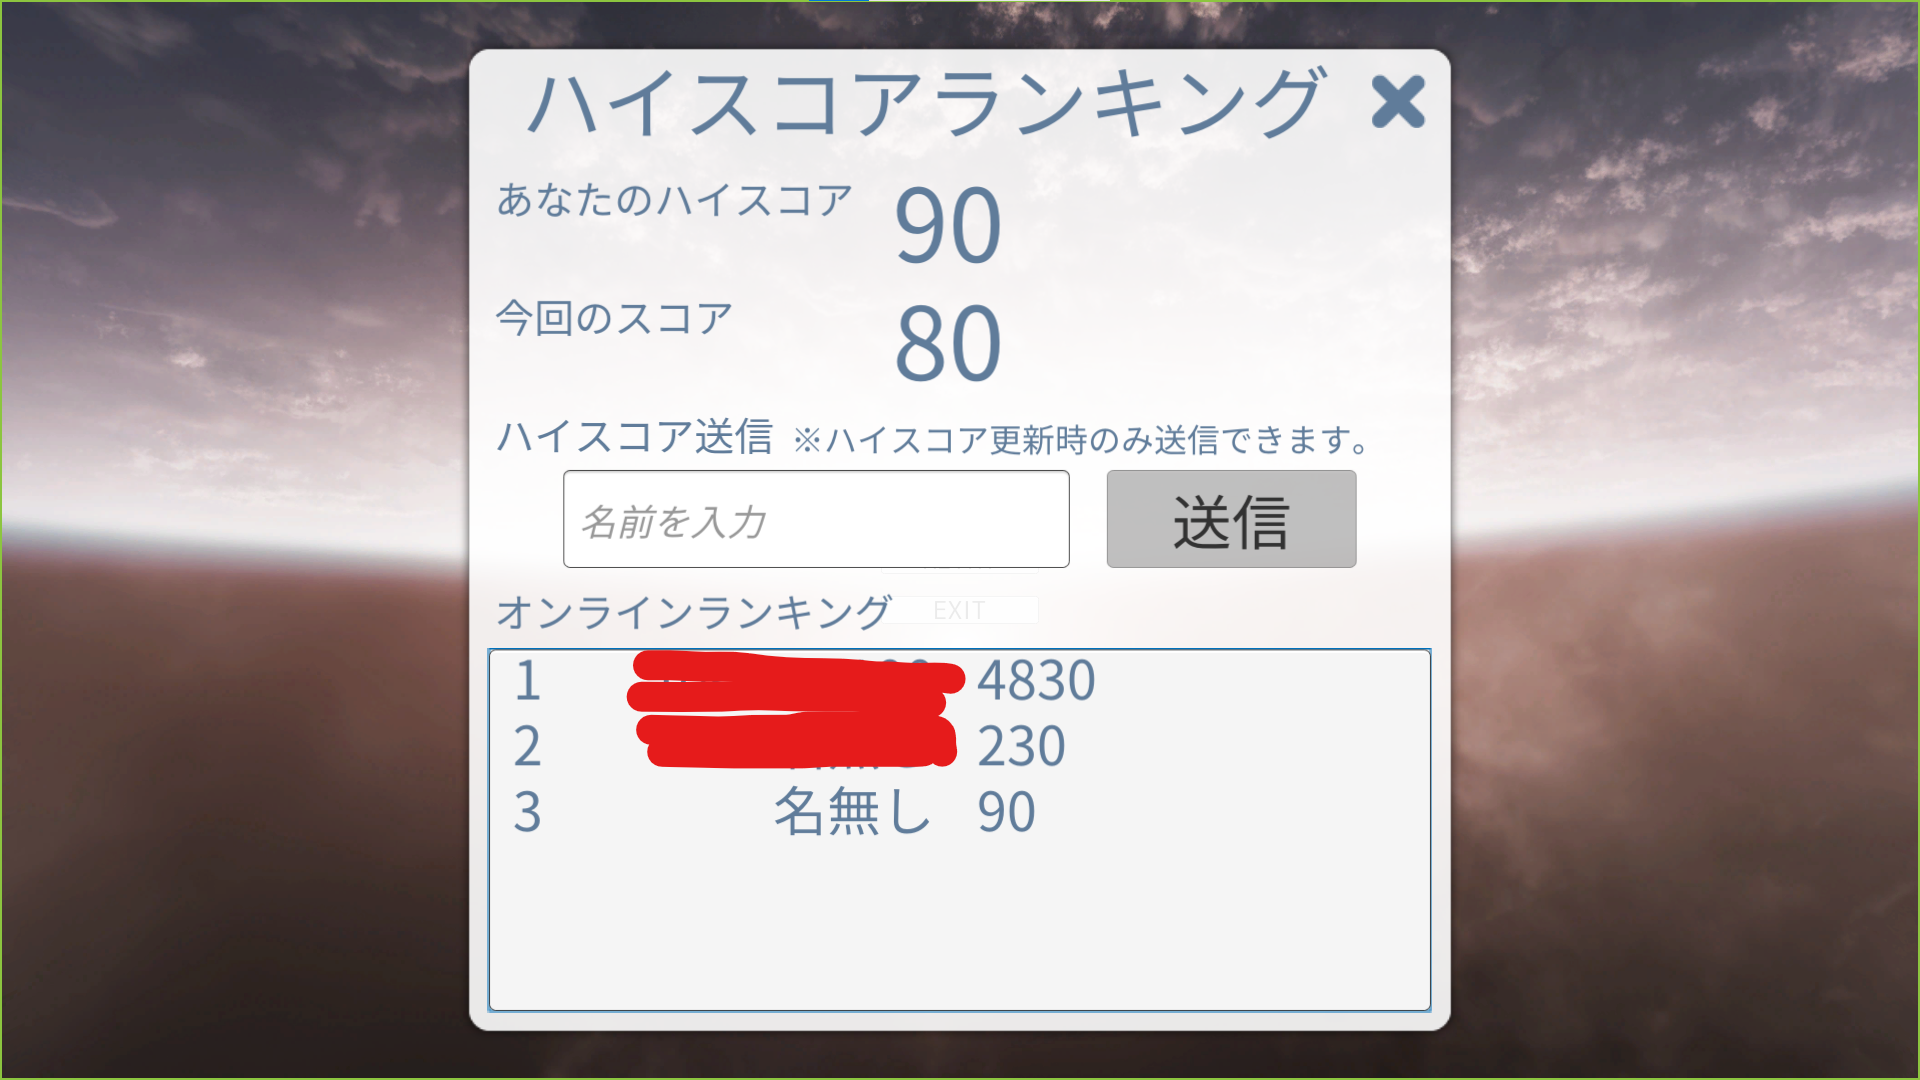 ハイスコアランキング
あなたのハイスコア 90
今回のスコア 80
ハイスコア送信 ※ハイスコア更新時のみ送信できます。
名前を入力 送信
オンラインランキング EXIT
1 4830
2 230
3 名無し 90